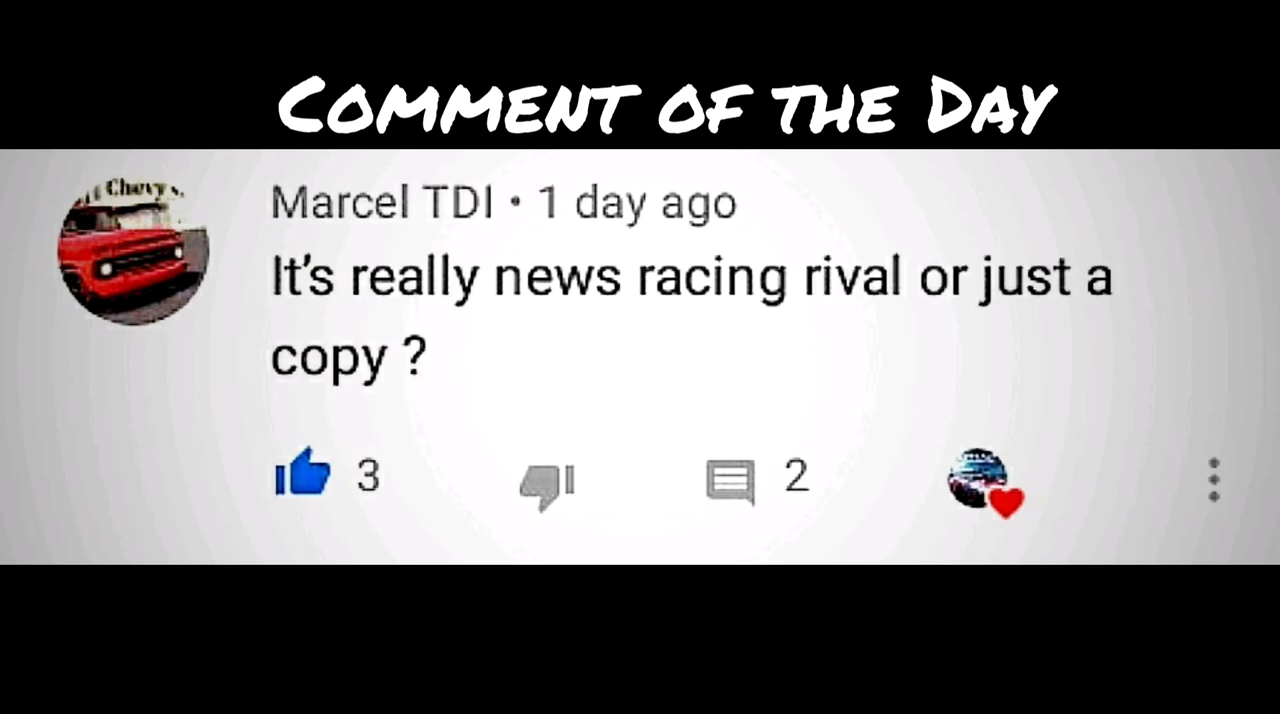 Comment of the Day
Chevy
Marcel TDI • 1 day ago
It's really news racing rival or just a
copy ?
3
2